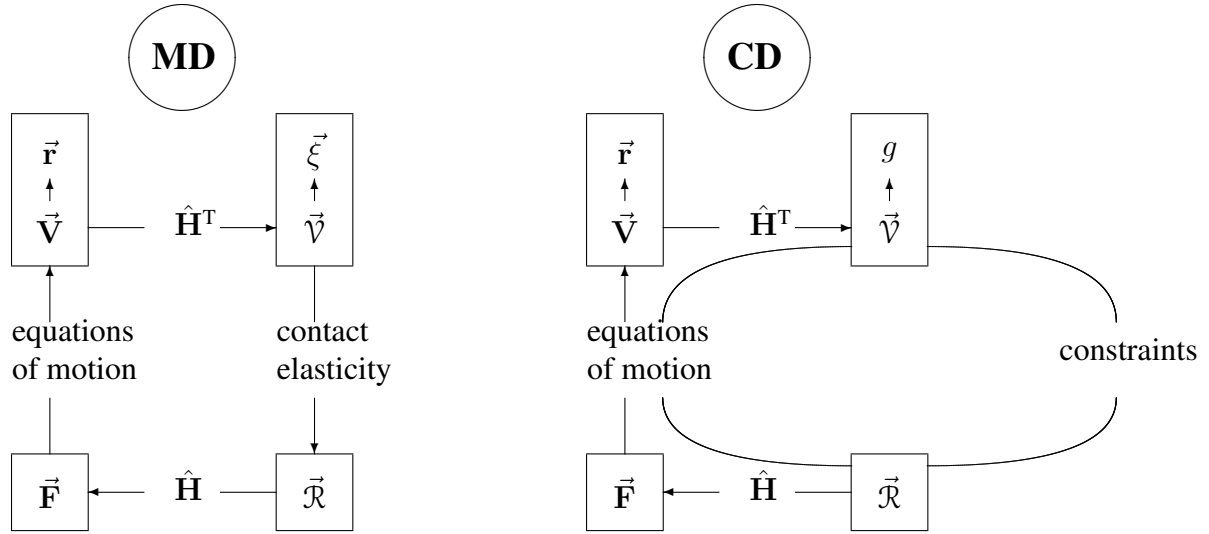 MD
r⃗
V⃗
Ĥᵀ
ξ⃗
𝒱⃗
equations
of motion
contact
elasticity
F⃗
Ĥ
ℛ⃗
CD
r⃗
V⃗
Ĥᵀ
g
𝒱⃗
equations
of motion
constraints
F⃗
Ĥ
ℛ⃗